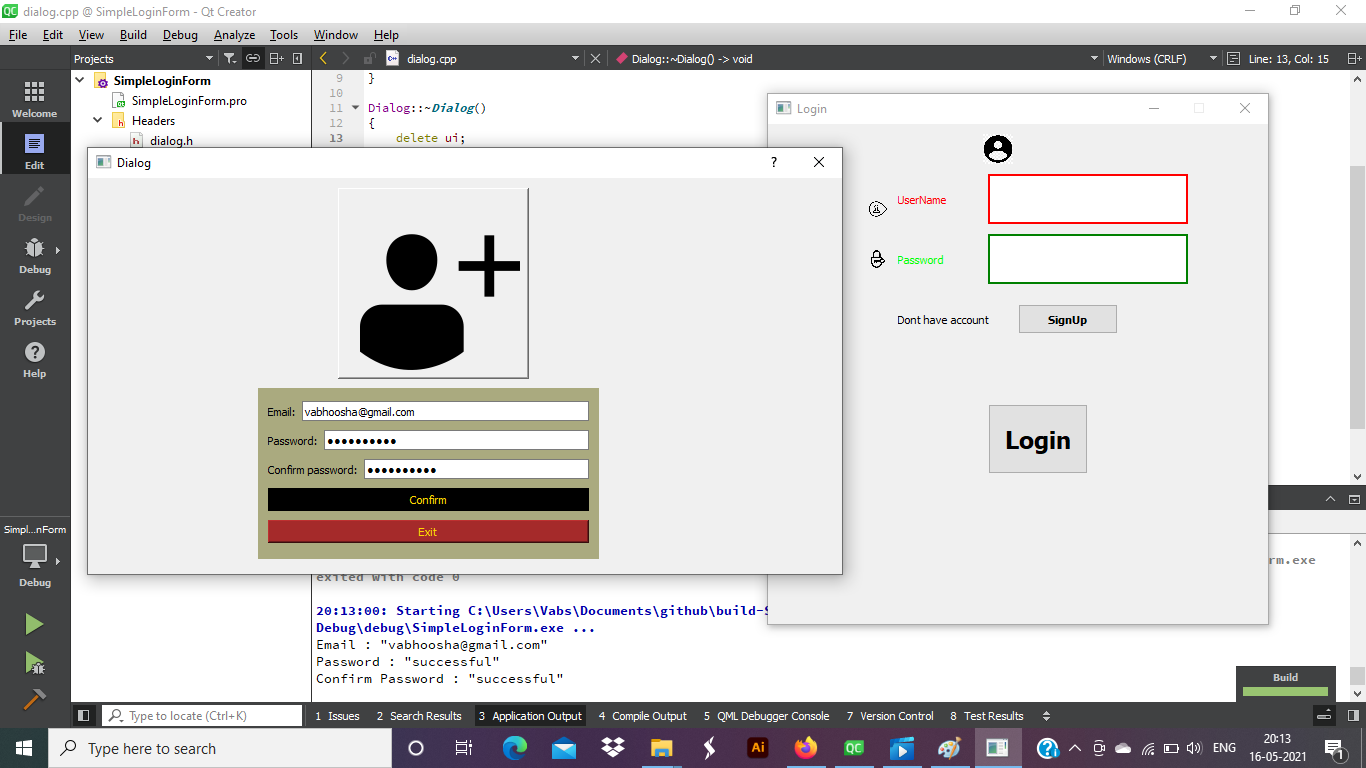 dialog.cpp @ SimpleLoginForm - Qt Creator
File Edit View Build Debug Analyze Tools Window Help
Projects
dialog.cpp
Dialog::~Dialog() -> void
Windows (CRLF)
Line: 13, Col: 15
Welcome
Edit
Design
Debug
Projects
Help
SimpleLoginForm
SimpleLoginForm.pro
Headers
dialog.h
9 }
10
11 Dialog::~Dialog()
12 {
13 delete ui;
Dialog
?
Email: vabhoosha@gmail.com
Password: ●●●●●●●●●●
Confirm password: ●●●●●●●●●●
Confirm
Exit
Login
UserName
Password
Dont have account SignUp
Login
Simpl...nForm
Debug
rm.exe
exited with code 0
20:13:00: Starting C:\Users\Vabs\Documents\github\build-S
Debug\debug\SimpleLoginForm.exe ...
Email : "vabhoosha@gmail.com"
Password : "successful"
Confirm Password : "successful"
Build
Type to locate (Ctrl+K)
1 Issues 2 Search Results 3 Application Output 4 Compile Output 5 QML Debugger Console 7 Version Control 8 Test Results
Type here to search
Ai
QC
ENG
20:13
16-05-2021
1